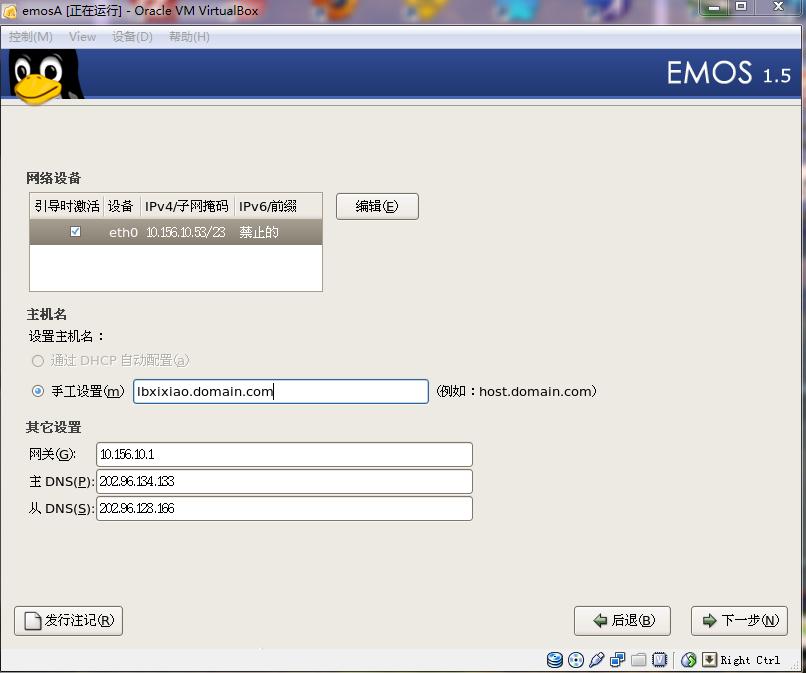 emosA [正在运行] - Oracle VM VirtualBox
控制(M) View 设备(D) 帮助(H)
EMOS 1.5
网络设备
引导时激活 设备 IPv4/子网掩码 IPv6/前缀
eth0 10.156.10.53/23 禁止的
编辑(E)
主机名
设置主机名：
通过 DHCP 自动配置(a)
手工设置(m) lbxixiao.domain.com (例如：host.domain.com)
其它设置
网关(G): 10.156.10.1
主 DNS(P): 202.96.134.133
从 DNS(S): 202.96.128.166
发行注记(R) 后退(B) 下一步(N)
Right Ctrl